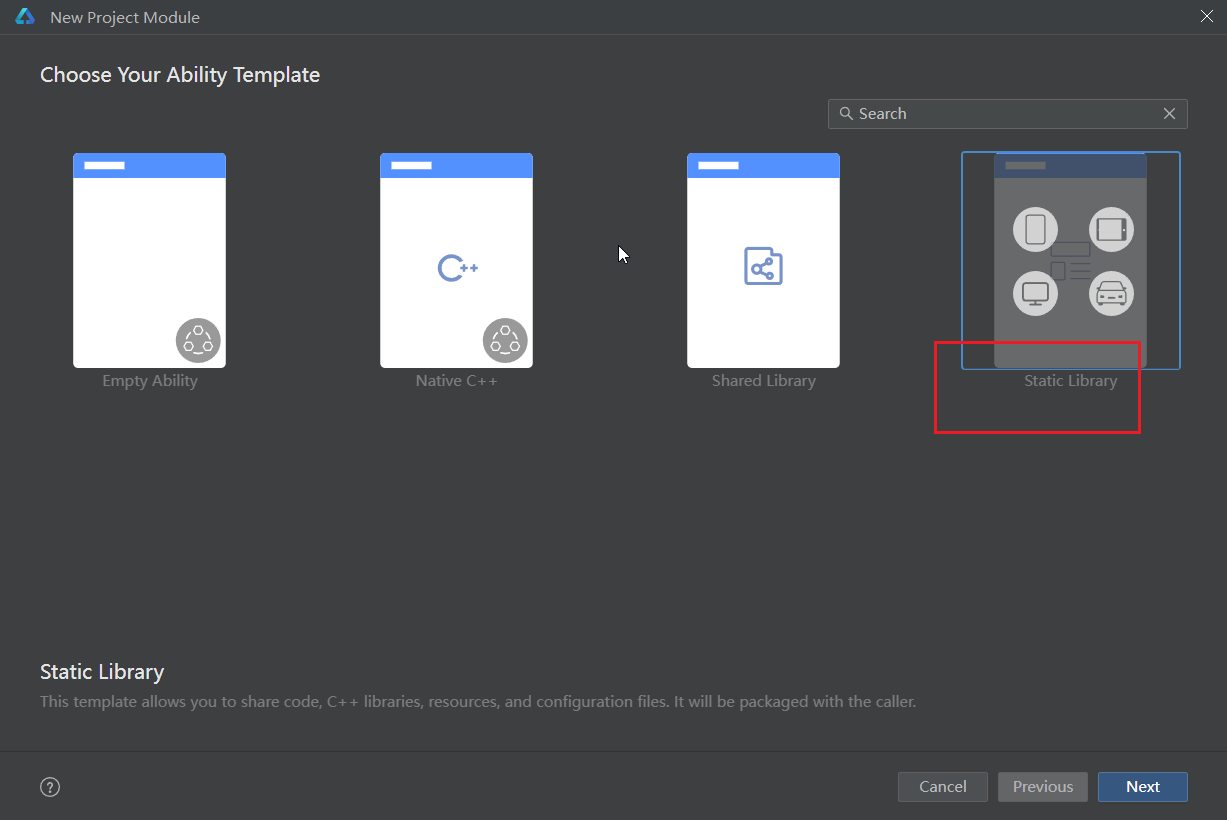 New Project Module
Choose Your Ability Template
Search
C++
Empty Ability
Native C++
Shared Library
Static Library
Static Library
This template allows you to share code, C++ libraries, resources, and configuration files. It will be packaged with the caller.
?
Cancel
Previous
Next